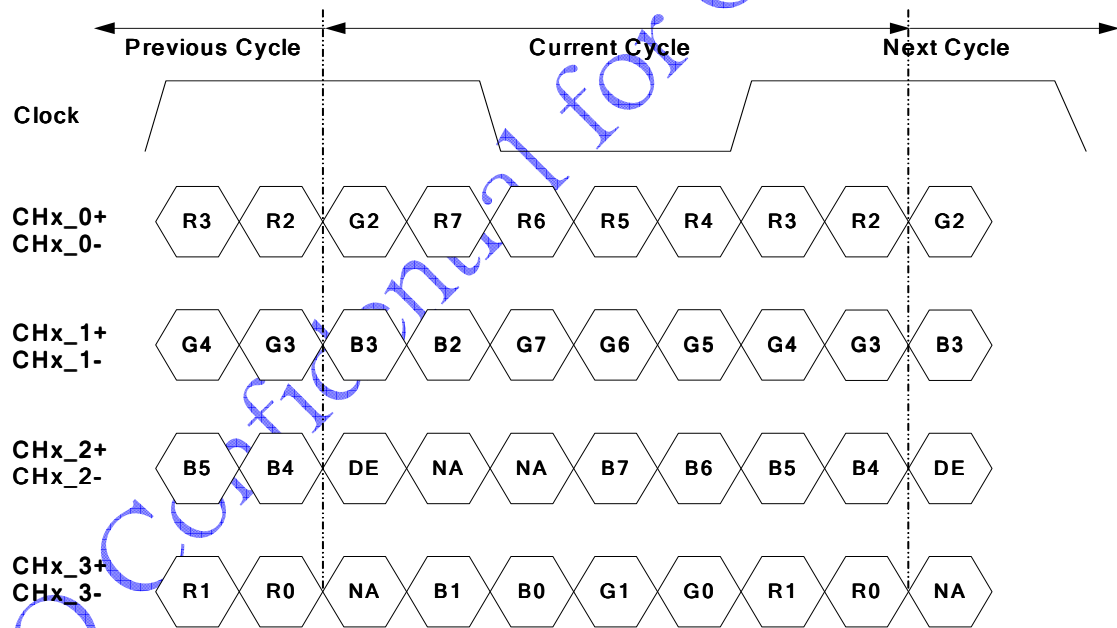 Previous Cycle Current Cycle Next Cycle
Clock
CHx_0+ R3 R2 G2 R7 R6 R5 R4 R3 R2 G2
CHx_0-
CHx_1+ G4 G3 B3 B2 G7 G6 G5 G4 G3 B3
CHx_1-
CHx_2+ B5 B4 DE NA NA B7 B6 B5 B4 DE
CHx_2-
CHx_3+ R1 R0 NA B1 B0 G1 G0 R1 R0 NA
CHx_3-
Confidential for